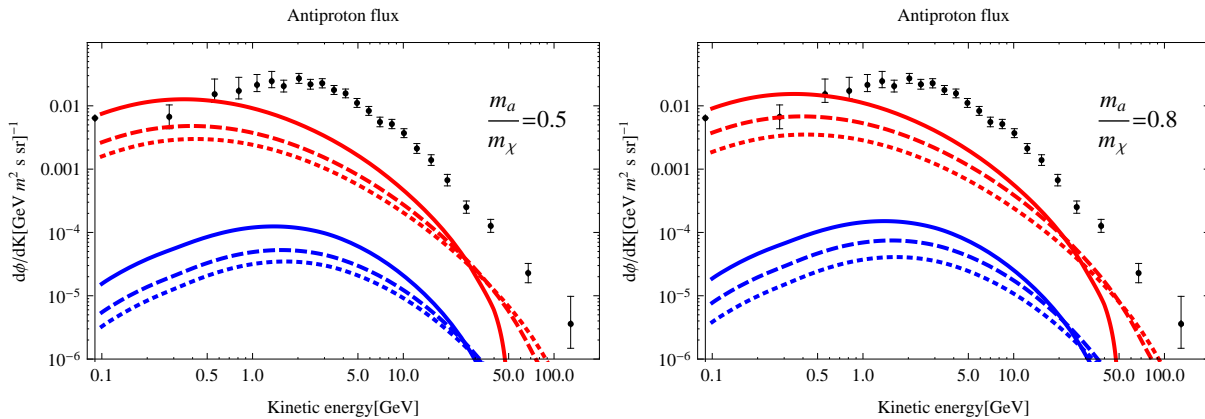 Antiproton flux
dϕ/dK[GeV m² s sr)⁻¹
0.01
0.001
10⁻⁴
10⁻⁵
10⁻⁶
m_a
m_χ =0.5
0.1 0.5 1.0 5.0 10.0 50.0 100.0
Kinetic energy[GeV]
Antiproton flux
dϕ/dK[GeV m² s sr)⁻¹
0.01
0.001
10⁻⁴
10⁻⁵
10⁻⁶
m_a
m_χ =0.8
0.1 0.5 1.0 5.0 10.0 50.0 100.0
Kinetic energy[GeV]